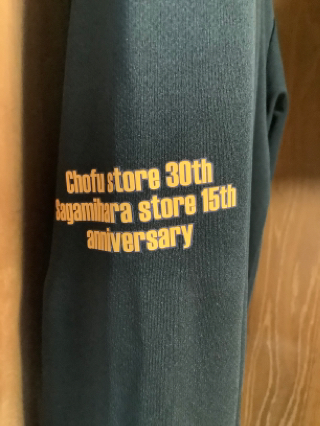 Chofu store 30th
Sagamihara store 15th
anniversary